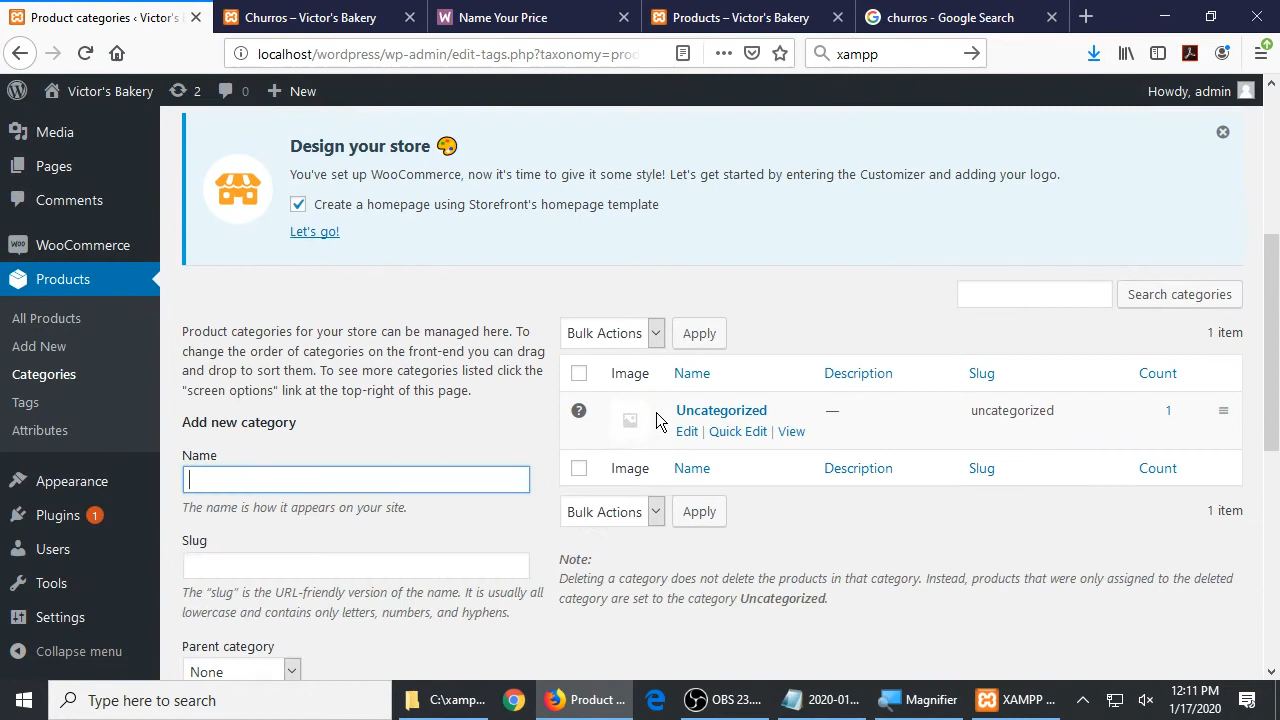 Product categories ‹ Victor's
Churros – Victor's Bakery
Name Your Price
Products – Victor's Bakery
churros - Google Search
localhost/wordpress/wp-admin/edit-tags.php?taxonomy=proc
xampp
Victor's Bakery
2
0
New
Howdy, admin
Media
Pages
Comments
WooCommerce
Products
All Products
Add New
Categories
Tags
Attributes
Appearance
Plugins 1
Users
Tools
Settings
Collapse menu
Design your store
You've set up WooCommerce, now it's time to give it some style! Let's get started by entering the Customizer and adding your logo.
Create a homepage using Storefront's homepage template
Let's go!
Search categories
Product categories for your store can be managed here. To
change the order of categories on the front-end you can drag
and drop to sort them. To see more categories listed click the
"screen options" link at the top-right of this page.
Add new category
Name
The name is how it appears on your site.
Slug
The "slug" is the URL-friendly version of the name. It is usually all
lowercase and contains only letters, numbers, and hyphens.
Parent category
None
Bulk Actions
Apply
1 item
Image Name Description Slug Count
Uncategorized — uncategorized 1
Edit | Quick Edit | View
Image Name Description Slug Count
Bulk Actions
Apply
1 item
Note:
Deleting a category does not delete the products in that category. Instead, products that were only assigned to the deleted
category are set to the category Uncategorized.
Type here to search
C:\xamp...
Product ...
OBS 23....
2020-01...
Magnifier
XAMPP ...
12:11 PM
1/17/2020